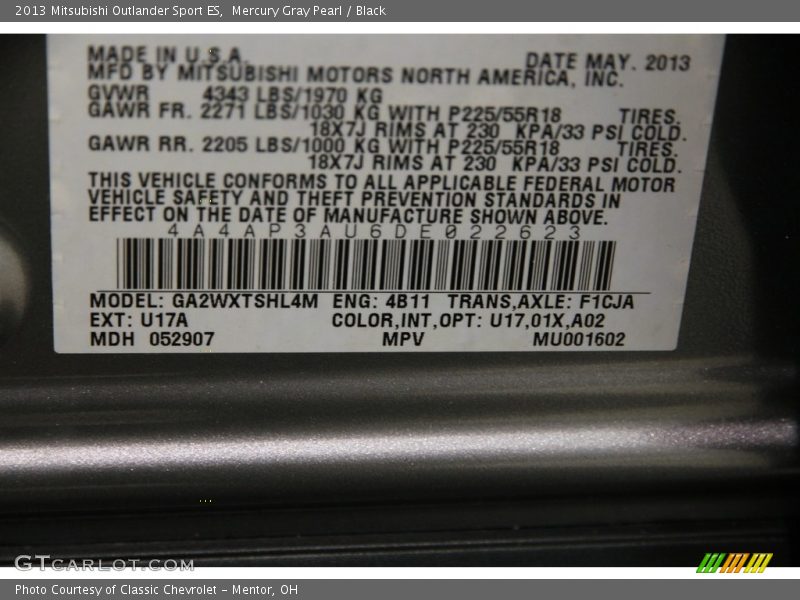 2013 Mitsubishi Outlander Sport ES, Mercury Gray Pearl / Black
MADE IN U.S.A. DATE MAY. 2013
MFD BY MITSUBISHI MOTORS NORTH AMERICA, INC.
GVWR 4343 LBS/1970 KG
GAWR FR. 2271 LBS/1030 KG WITH P225/55R18 TIRES.
18X7J RIMS AT 230 KPA/33 PSI COLD.
GAWR RR. 2205 LBS/1000 KG WITH P225/55R18 TIRES.
18X7J RIMS AT 230 KPA/33 PSI COLD.
THIS VEHICLE CONFORMS TO ALL APPLICABLE FEDERAL MOTOR
VEHICLE SAFETY AND THEFT PREVENTION STANDARDS IN
EFFECT ON THE DATE OF MANUFACTURE SHOWN ABOVE.
4A4AP3AU6DE022623
MODEL: GA2WXTSHL4M ENG: 4B11 TRANS,AXLE: F1CJA
EXT: U17A COLOR,INT,OPT: U17,01X,A02
MDH 052907 MPV MU001602
GTCARLOT.COM
Photo Courtesy of Classic Chevrolet - Mentor, OH